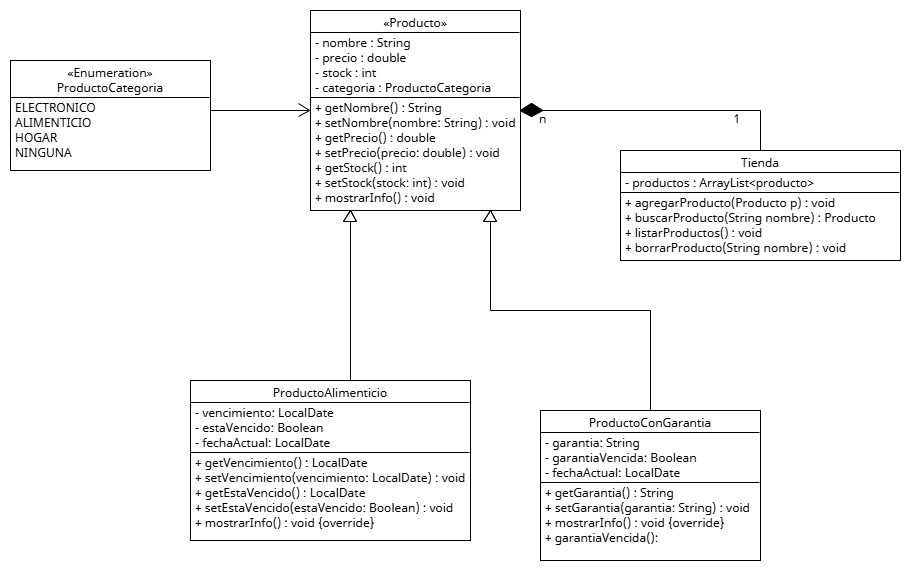 «Enumeration»
ProductoCategoria
ELECTRONICO
ALIMENTICIO
HOGAR
NINGUNA
«Producto»
- nombre : String
- precio : double
- stock : int
- categoria : ProductoCategoria
+ getNombre() : String
+ setNombre(nombre: String) : void
+ getPrecio() : double
+ setPrecio(precio: double) : void
+ getStock() : int
+ setStock(stock: int) : void
+ mostrarInfo() : void
n
1
Tienda
- productos : ArrayList<producto>
+ agregarProducto(Producto p) : void
+ buscarProducto(String nombre) : Producto
+ listarProductos() : void
+ borrarProducto(String nombre) : void
ProductoAlimenticio
- vencimiento: LocalDate
- estaVencido: Boolean
- fechaActual: LocalDate
+ getVencimiento() : LocalDate
+ setVencimiento(vencimiento: LocalDate) : void
+ getEstaVencido() : LocalDate
+ setEstaVencido(estaVencido: Boolean) : void
+ mostrarInfo() : void {override}
ProductoConGarantia
- garantia: String
- garantiaVencida: Boolean
- fechaActual: LocalDate
+ getGarantia() : String
+ setGarantia(garantia: String) : void
+ mostrarInfo() : void {override}
+ garantiaVencida():